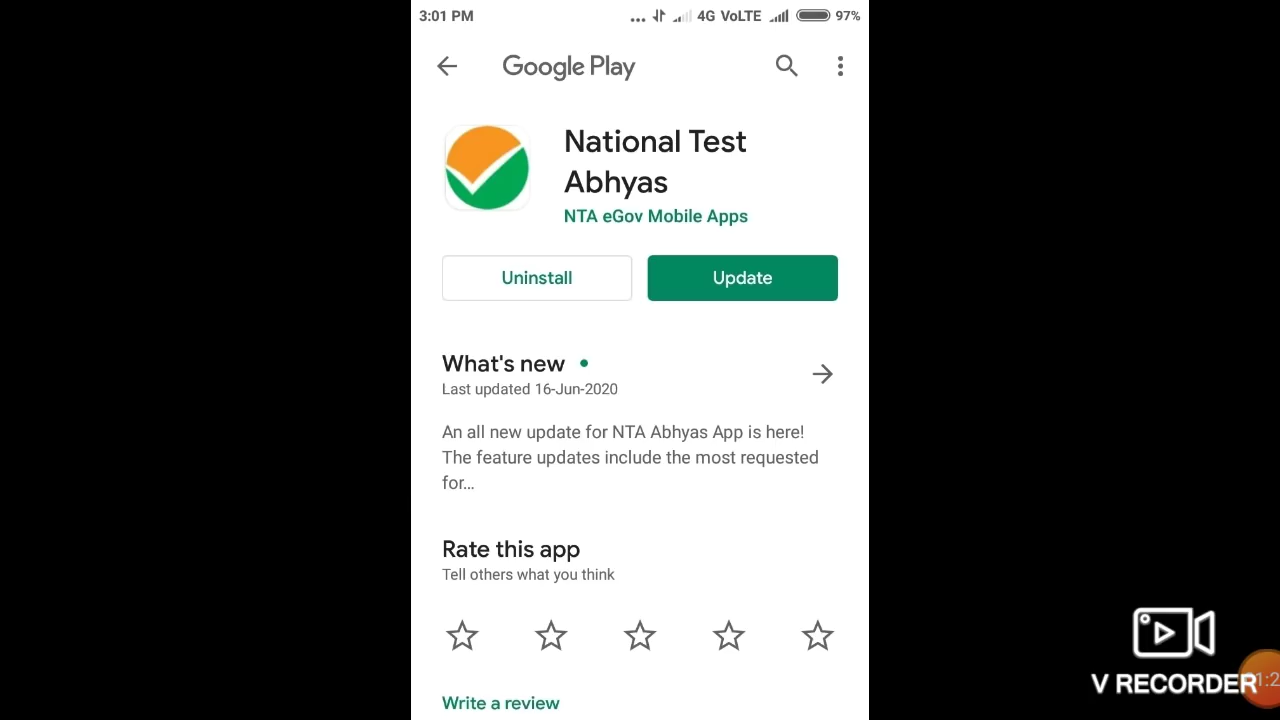 3:01 PM ... 4G VoLTE 97%
Google Play
National Test
Abhyas
NTA eGov Mobile Apps
Uninstall Update
What's new
Last updated 16-Jun-2020
An all new update for NTA Abhyas App is here!
The feature updates include the most requested
for...
Rate this app
Tell others what you think
Write a review
V RECORDER